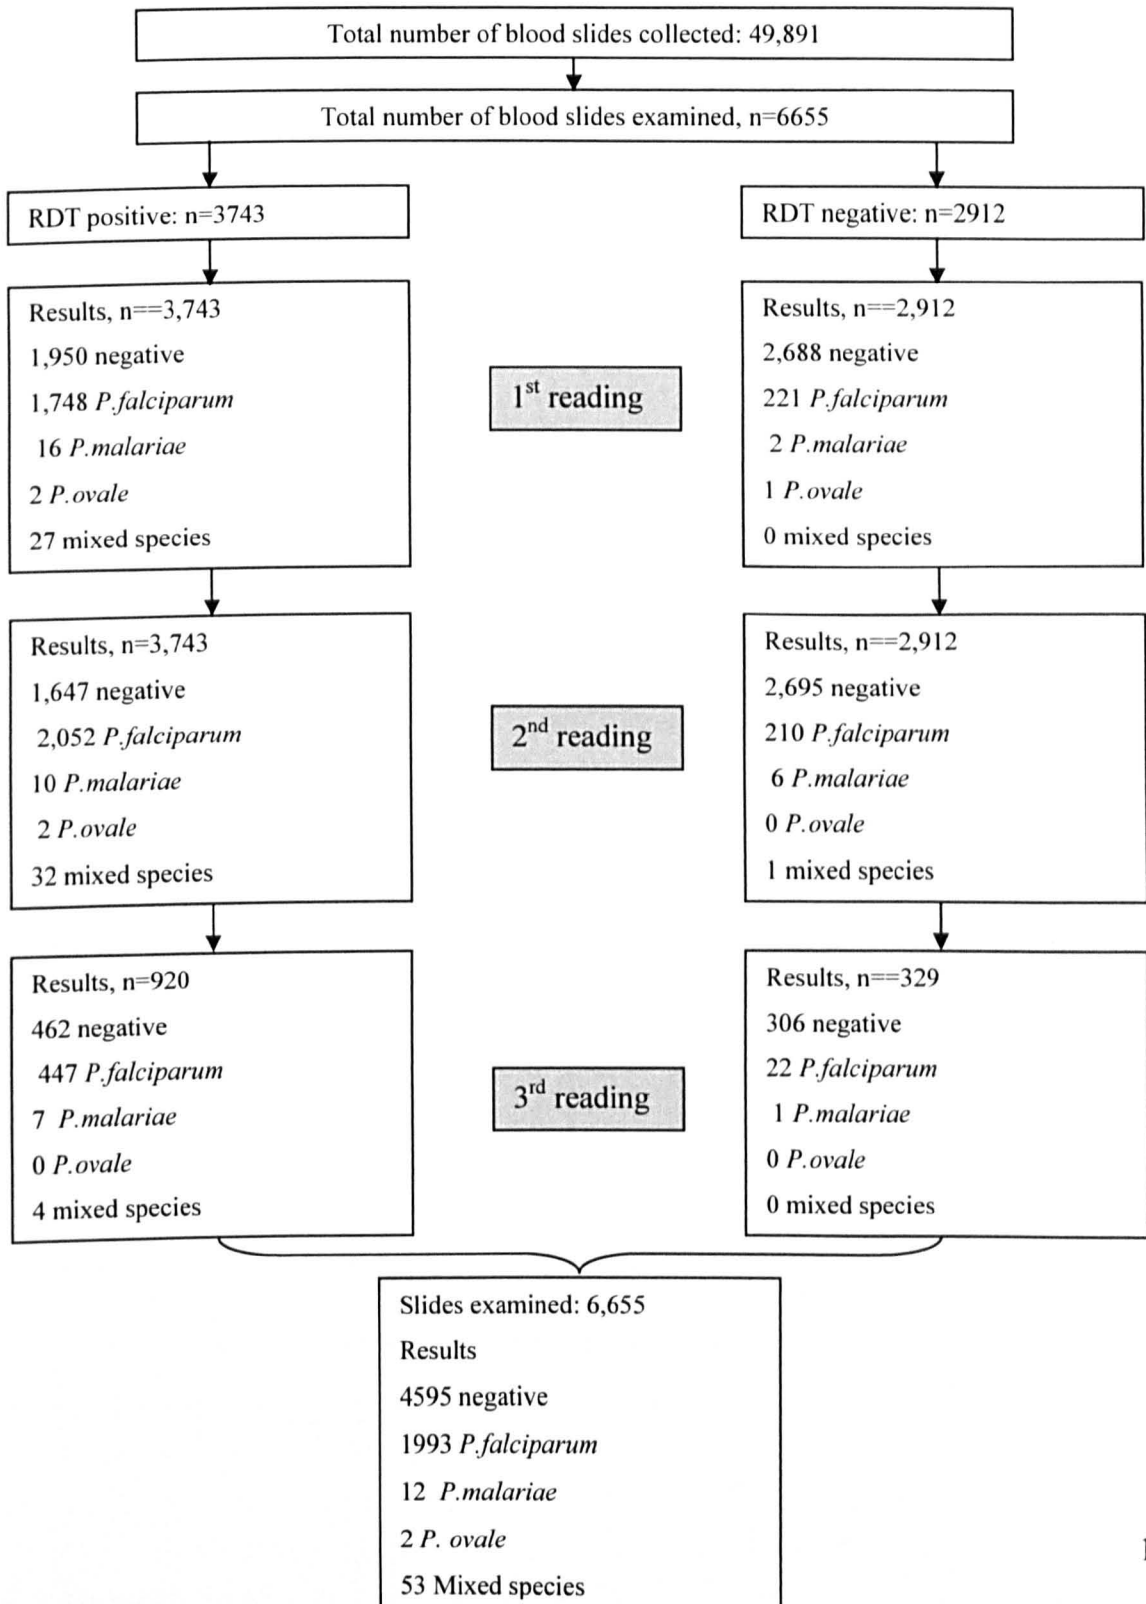 Total number of blood slides collected: 49,891
Total number of blood slides examined, n=6655
RDT positive: n=3743
RDT negative: n=2912
Results, n==3,743
1,950 negative
1,748 P.falciparum
16 P.malariae
2 P.ovale
27 mixed species
1st reading
Results, n==2,912
2,688 negative
221 P.falciparum
2 P.malariae
1 P.ovale
0 mixed species
Results, n=3,743
1,647 negative
2,052 P.falciparum
10 P.malariae
2 P.ovale
32 mixed species
2nd reading
Results, n==2,912
2,695 negative
210 P.falciparum
6 P.malariae
0 P.ovale
1 mixed species
Results, n=920
462 negative
447 P.falciparum
7 P.malariae
0 P.ovale
4 mixed species
3rd reading
Results, n==329
306 negative
22 P.falciparum
1 P.malariae
0 P.ovale
0 mixed species
Slides examined: 6,655
Results
4595 negative
1993 P.falciparum
12 P.malariae
2 P. ovale
53 Mixed species
1